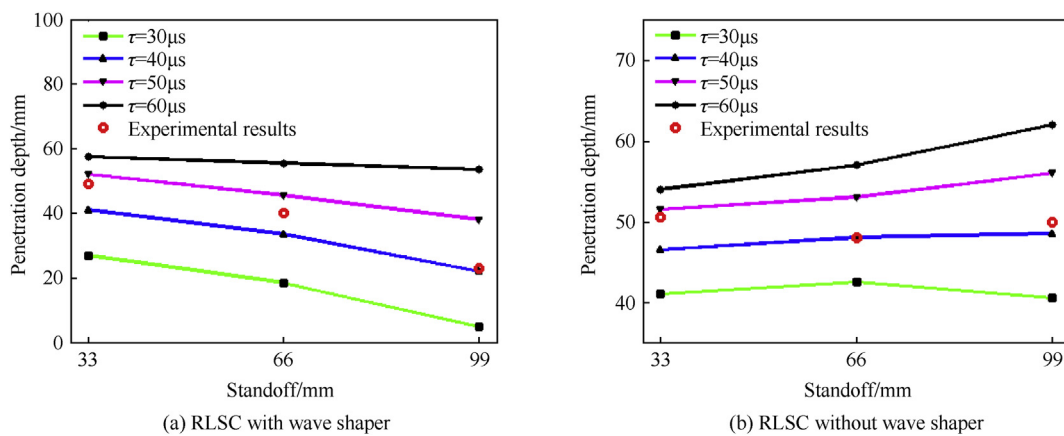 100
80
60
40
20
0
Penetration depth/mm
τ=30μs
τ=40μs
τ=50μs
τ=60μs
Experimental results
33
66
99
Standoff/mm
(a) RLSC with wave shaper
70
60
50
40
Penetration depth/mm
τ=30μs
τ=40μs
τ=50μs
τ=60μs
Experimental results
33
66
99
Standoff/mm
(b) RLSC without wave shaper